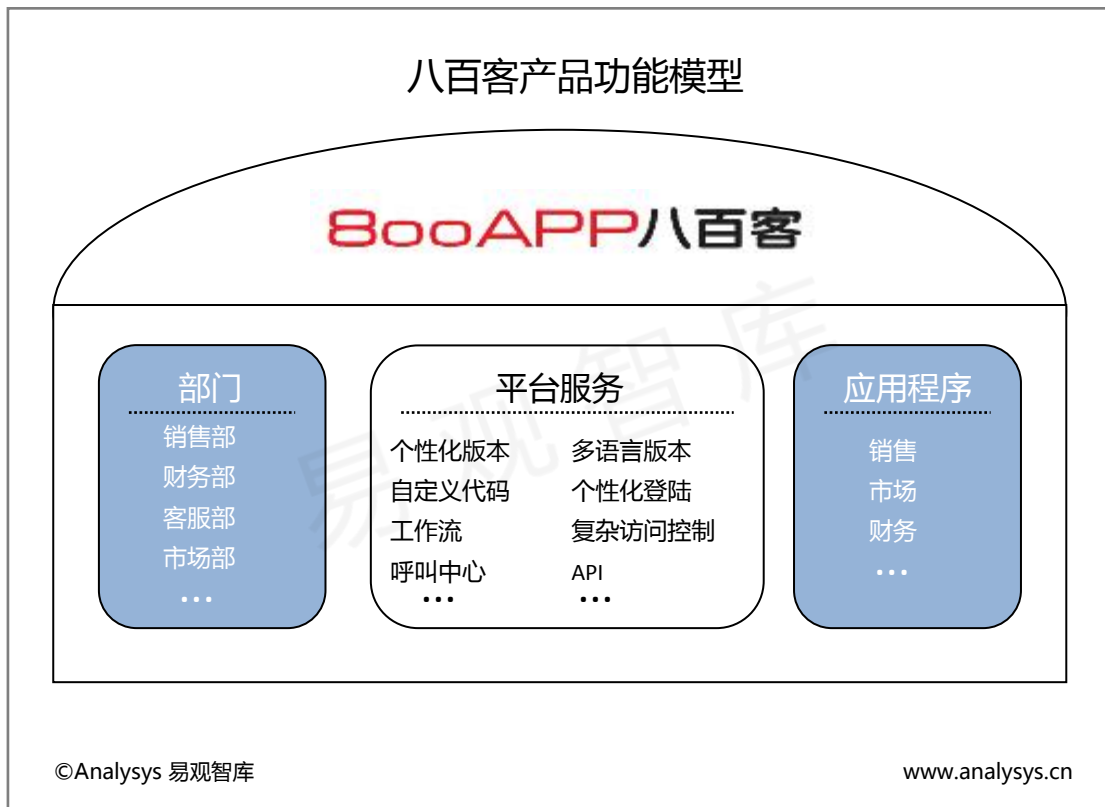 八百客产品功能模型
800APP八百客
部门
销售部
财务部
客服部
市场部
...
平台服务
个性化版本 多语言版本
自定义代码 个性化登陆
工作流 复杂访问控制
呼叫中心 API
... ...
应用程序
销售
市场
财务
...
易观智库
©Analysys 易观智库
www.analysys.cn